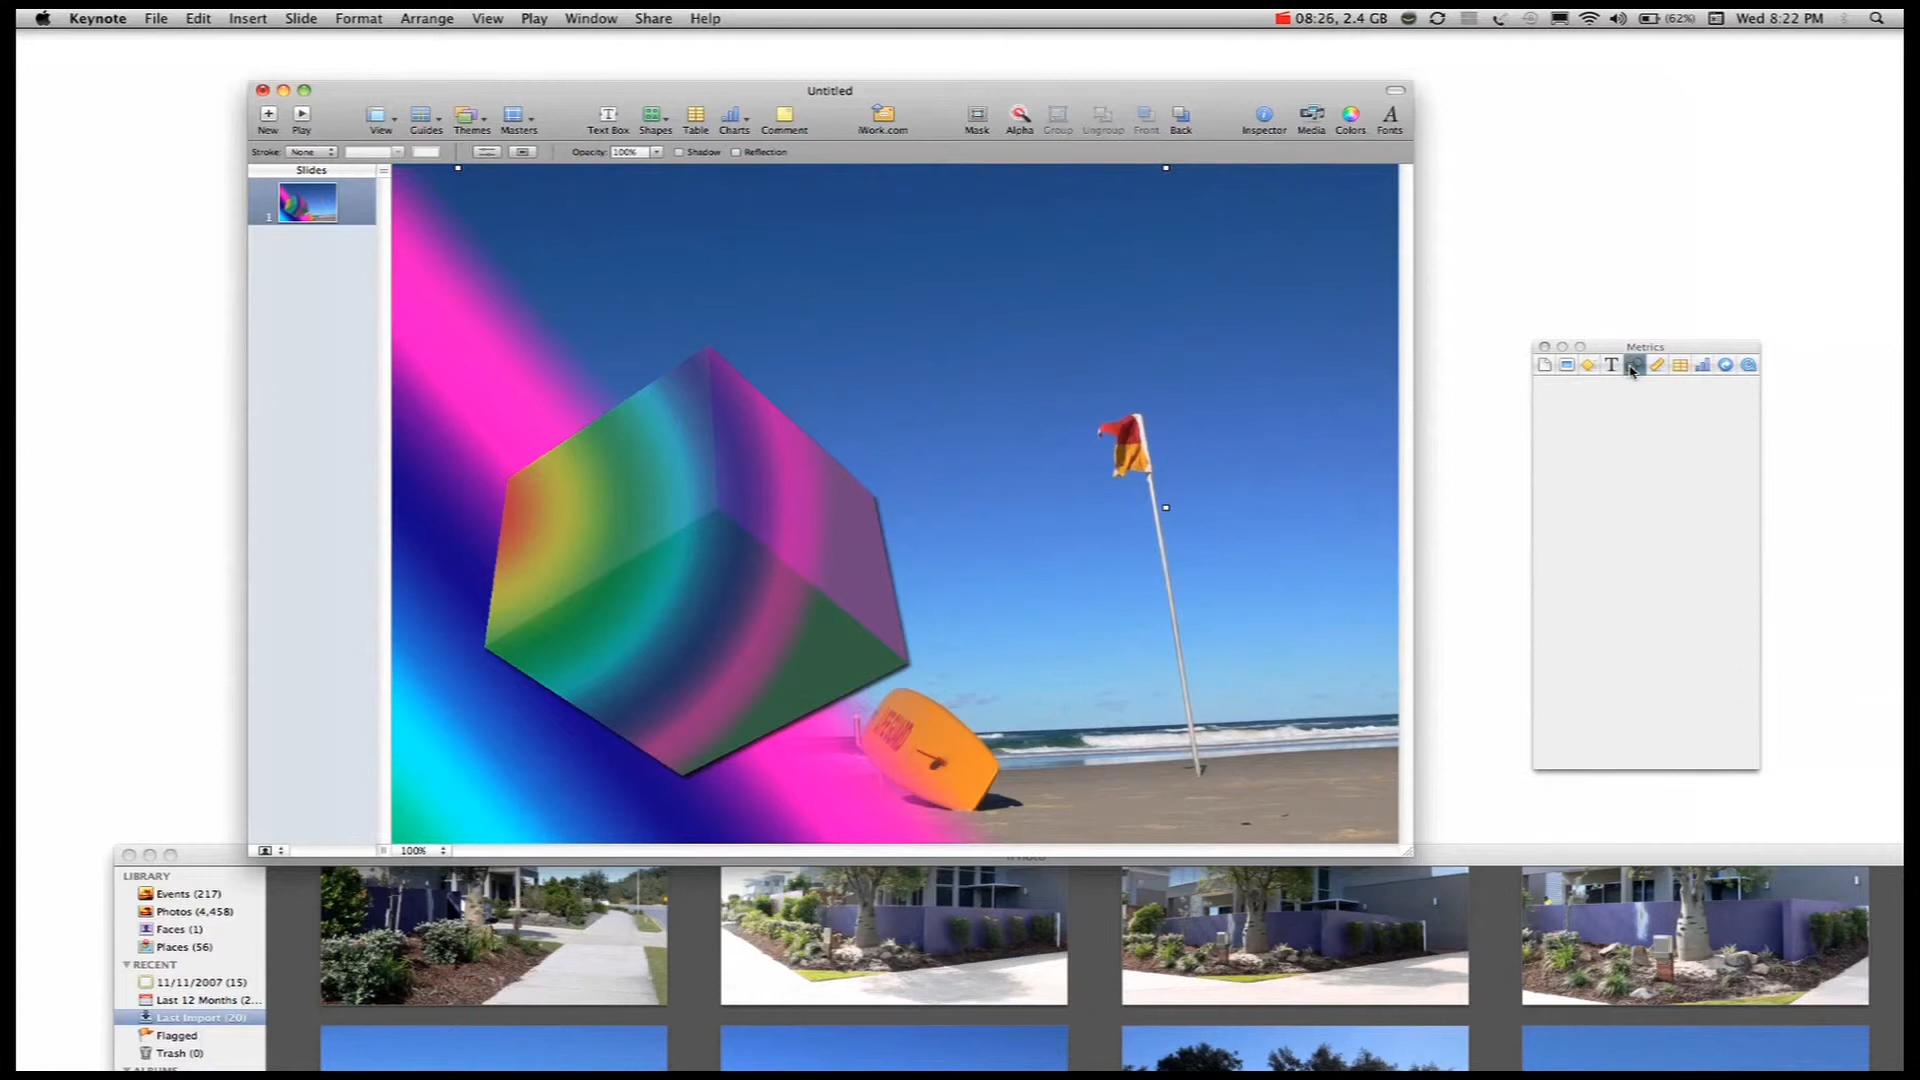 Keynote File Edit Insert Slide Format Arrange View Play Window Share Help 08:26, 2.4 GB (62%) Wed 8:22 PM
Untitled
New Play View Guides Themes Masters Text Box Shapes Table Charts Comment iWork.com Mask Alpha Group Ungroup Front Back Inspector Media Colors Fonts
Stroke: None Opacity: 100% Shadow Reflection
Slides
1
Metrics
T
100%
LIBRARY
Events (217)
Photos (4,458)
Faces (1)
Places (56)
RECENT
11/11/2007 (15)
Last 12 Months (2...
Last Import (20)
Flagged
Trash (0)